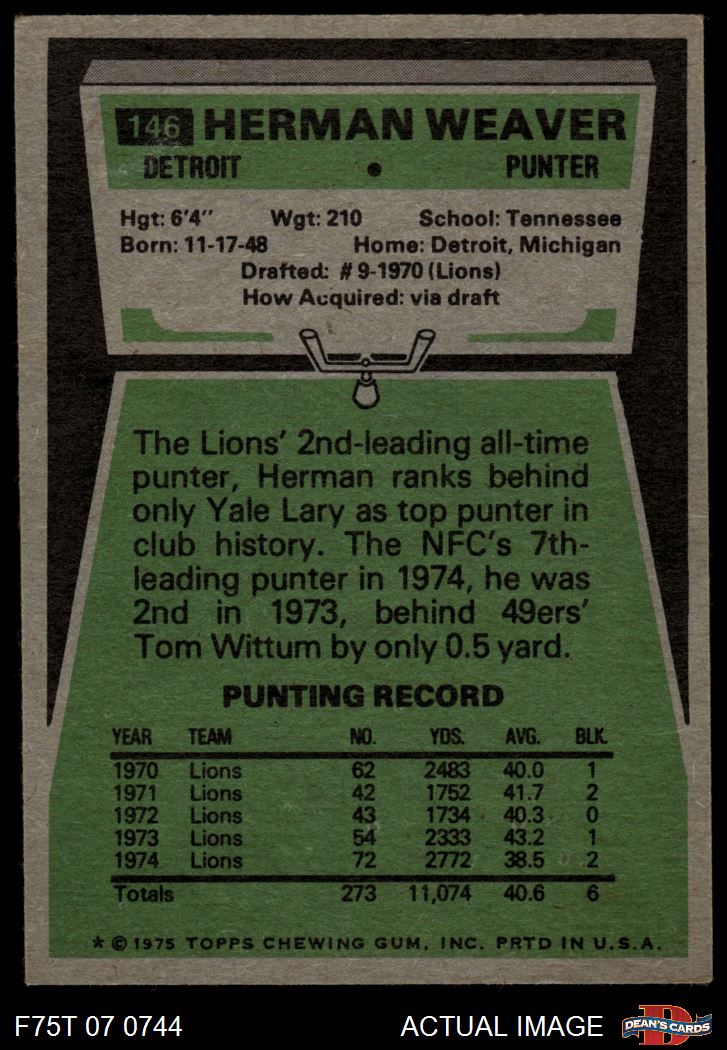 146 HERMAN WEAVER
DETROIT • PUNTER
Hgt: 6'4" Wgt: 210 School: Tennessee
Born: 11-17-48 Home: Detroit, Michigan
Drafted: #9-1970 (Lions)
How Acquired: via draft
The Lions' 2nd-leading all-time
punter, Herman ranks behind
only Yale Lary as top punter in
club history. The NFC's 7th-
leading punter in 1974, he was
2nd in 1973, behind 49ers'
Tom Wittum by only 0.5 yard.
PUNTING RECORD
YEAR TEAM NO. YDS. AVG. BLK.
1970 Lions 62 2483 40.0 1
1971 Lions 42 1752 41.7 2
1972 Lions 43 1734 40.3 0
1973 Lions 54 2333 43.2 1
1974 Lions 72 2772 38.5 2
Totals 273 11,074 40.6 6
* © 1975 TOPPS CHEWING GUM, INC. PRTD IN U.S.A.
F75T 07 0744 ACTUAL IMAGE D DEAN'S CARDS